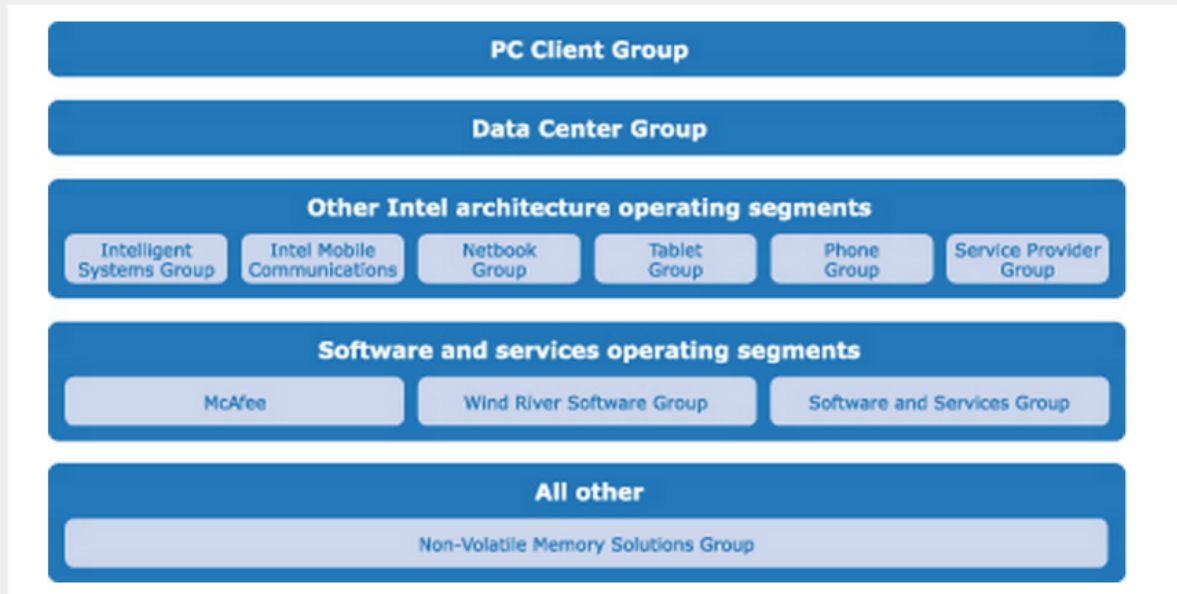 PC Client Group
Data Center Group
Other Intel architecture operating segments
Intelligent
Systems Group
Intel Mobile
Communications
Netbook
Group
Tablet
Group
Phone
Group
Service Provider
Group
Software and services operating segments
McAfee
Wind River Software Group
Software and Services Group
All other
Non-Volatile Memory Solutions Group